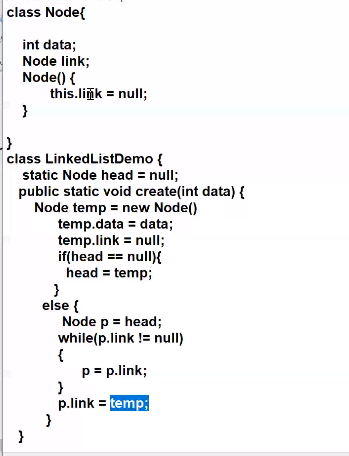 class Node{
int data;
Node link;
Node() {
this.link = null;
}
}
class LinkedListDemo {
static Node head = null;
public static void create(int data) {
Node temp = new Node()
temp.data = data;
temp.link = null;
if(head == null){
head = temp;
}
else {
Node p = head;
while(p.link != null)
{
p = p.link;
}
p.link = temp;
}
}